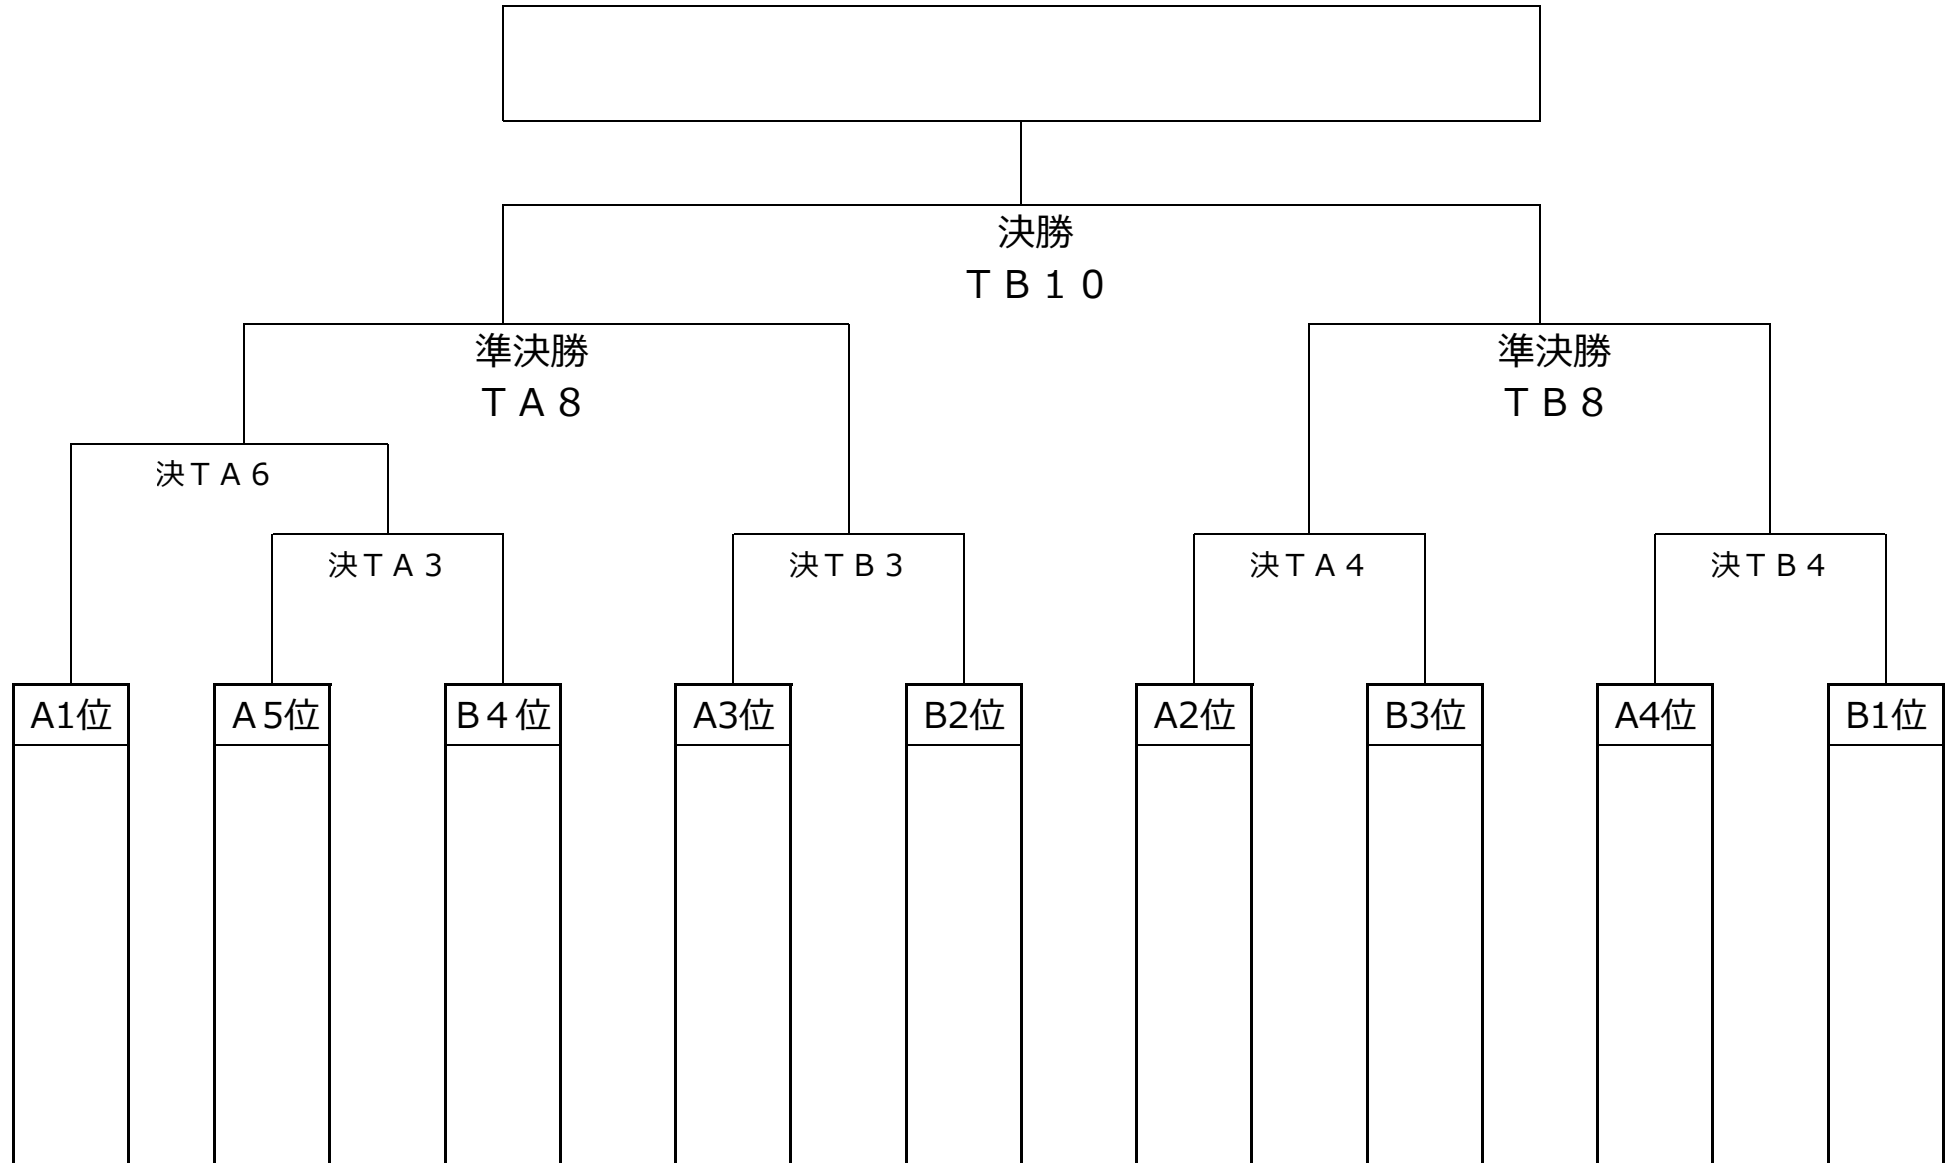 決勝
ＴＢ１０
準決勝
ＴＡ８
準決勝
ＴＢ８
決ＴＡ６
決ＴＡ３
決ＴＢ３
決ＴＡ４
決ＴＢ４
A1位
Ａ5位
Ｂ４位
A3位
B2位
A2位
B3位
A4位
B1位